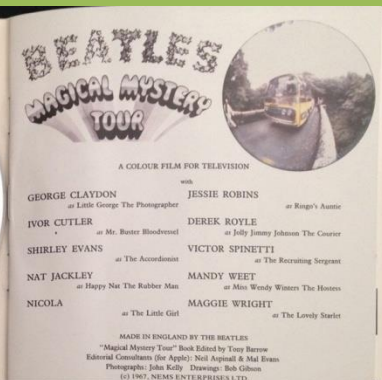 BEATLES
MAGICAL MYSTERY
TOUR
A COLOUR FILM FOR TELEVISION
with
GEORGE CLAYDON
as Little George The Photographer
JESSIE ROBINS
as Ringo's Auntie
IVOR CUTLER
as Mr. Buster Bloodvessel
DEREK ROYLE
as Jolly Jimmy Johnson The Courier
SHIRLEY EVANS
as The Accordionist
VICTOR SPINETTI
as The Recruiting Sergeant
NAT JACKLEY
as Happy Nat The Rubber Man
MANDY WEET
as Miss Wendy Winters The Hostess
NICOLA
as The Little Girl
MAGGIE WRIGHT
as The Lovely Starlet
MADE IN ENGLAND BY THE BEATLES
"Magical Mystery Tour" Book Edited by Tony Barrow
Editorial Consultants (for Apple): Neil Aspinall & Mal Evans
Photographs: John Kelly Drawings: Bob Gibson
(c) 1967, NEMS ENTERPRISES LTD